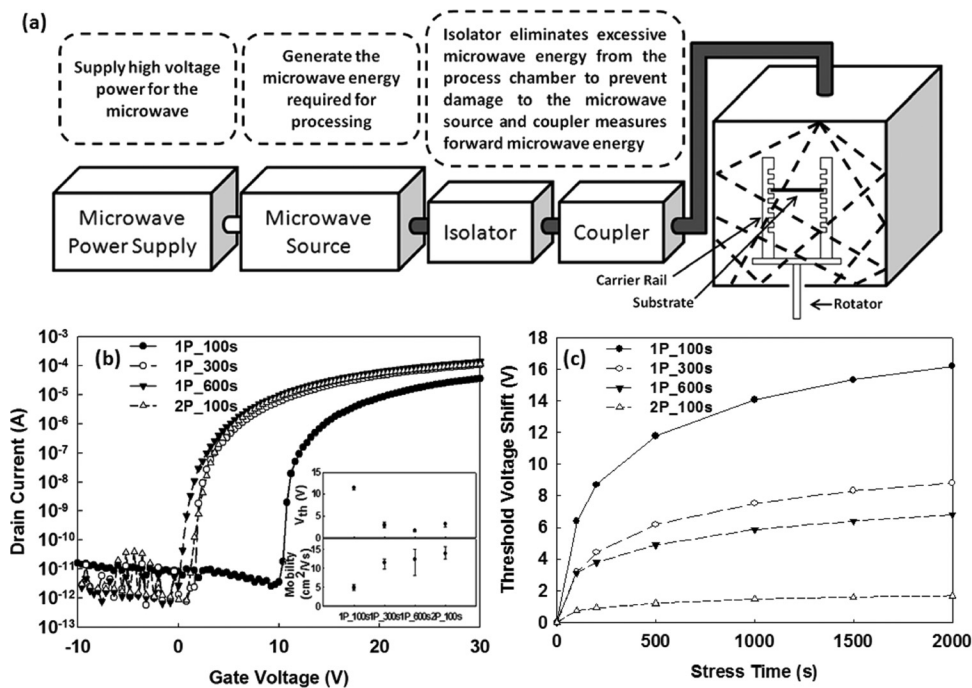 (a)
Supply high voltage
power for the
microwave
Generate the
microwave energy
required for
processing
Isolator eliminates excessive
microwave energy from the
process chamber to prevent
damage to the microwave
source and coupler measures
forward microwave energy
Microwave
Power Supply
Microwave
Source
Isolator
Coupler
Carrier Rail
Substrate
Rotator
(b)
1P_100s
1P_300s
1P_600s
2P_100s
Drain Current (A)
10-3
10-4
10-5
10-6
10-7
10-8
10-9
10-10
10-11
10-12
10-13
-10 0 10 20 30
Gate Voltage (V)
Vth (V)
15
10
5
0
Mobility
(cm2/Vs)
15
10
5
0
1P_100s1P_300s1P_600s2P_100s
(c)
1P_100s
1P_300s
1P_600s
2P_100s
Threshold Voltage Shift (V)
18
16
14
12
10
8
6
4
2
0
0 500 1000 1500 2000
Stress Time (s)